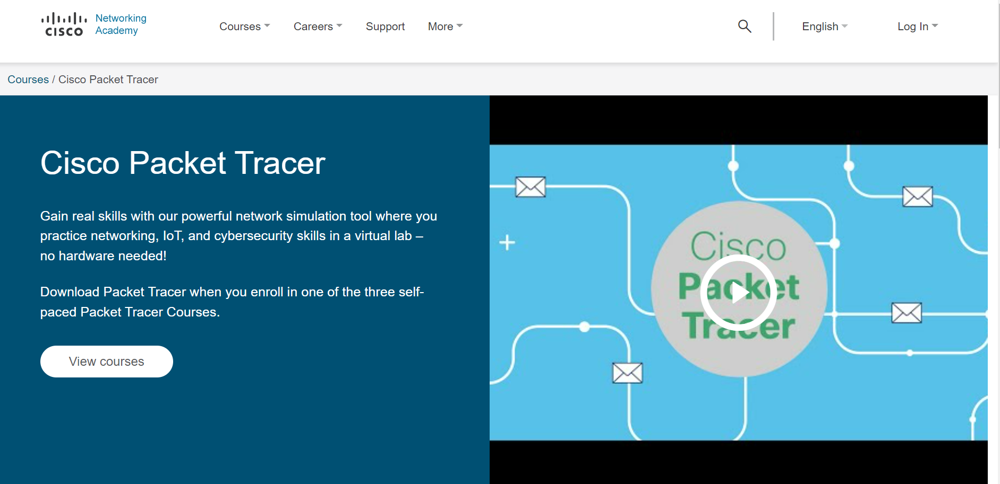 cisco Networking
Academy
Courses
Careers
Support
More
English
Log In
Courses / Cisco Packet Tracer
Cisco Packet Tracer
Gain real skills with our powerful network simulation tool where you
practice networking, IoT, and cybersecurity skills in a virtual lab –
no hardware needed!
Download Packet Tracer when you enroll in one of the three self-
paced Packet Tracer Courses.
View courses
Cisco
Packet
Tracer